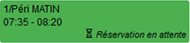 1/Péri MATIN
07:35 - 08:20
Réservation en attente